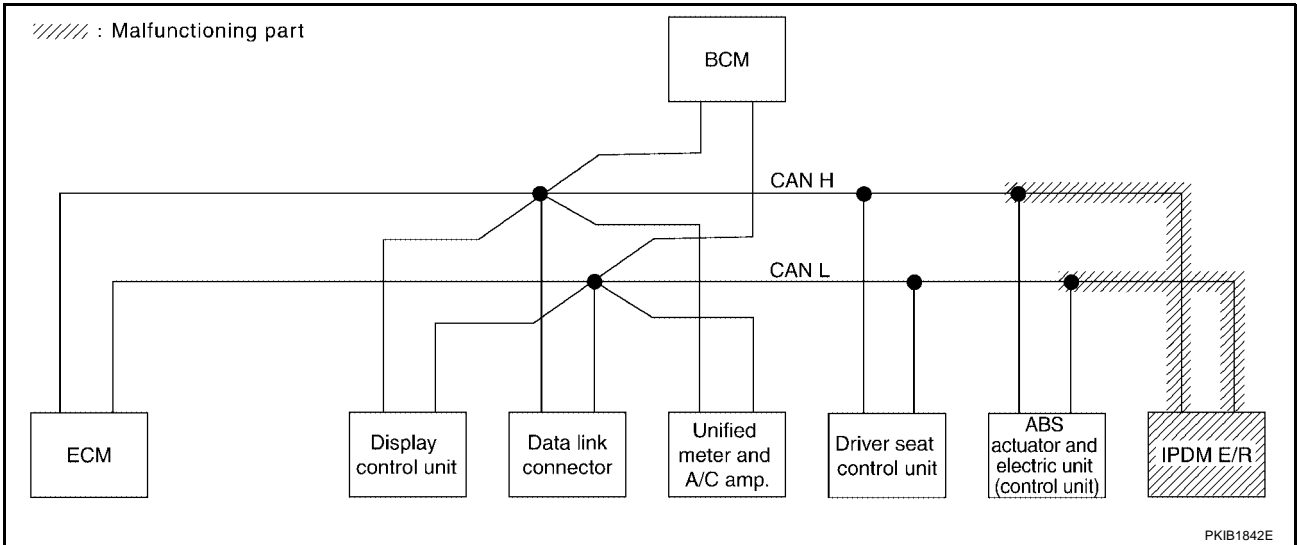 : Malfunctioning part
BCM
CAN H
CAN L
ECM
Display
control unit
Data link
connector
Unified
meter and
A/C amp.
Driver seat
control unit
ABS
actuator and
electric unit
(control unit)
IPDM E/R
PKIB1842E